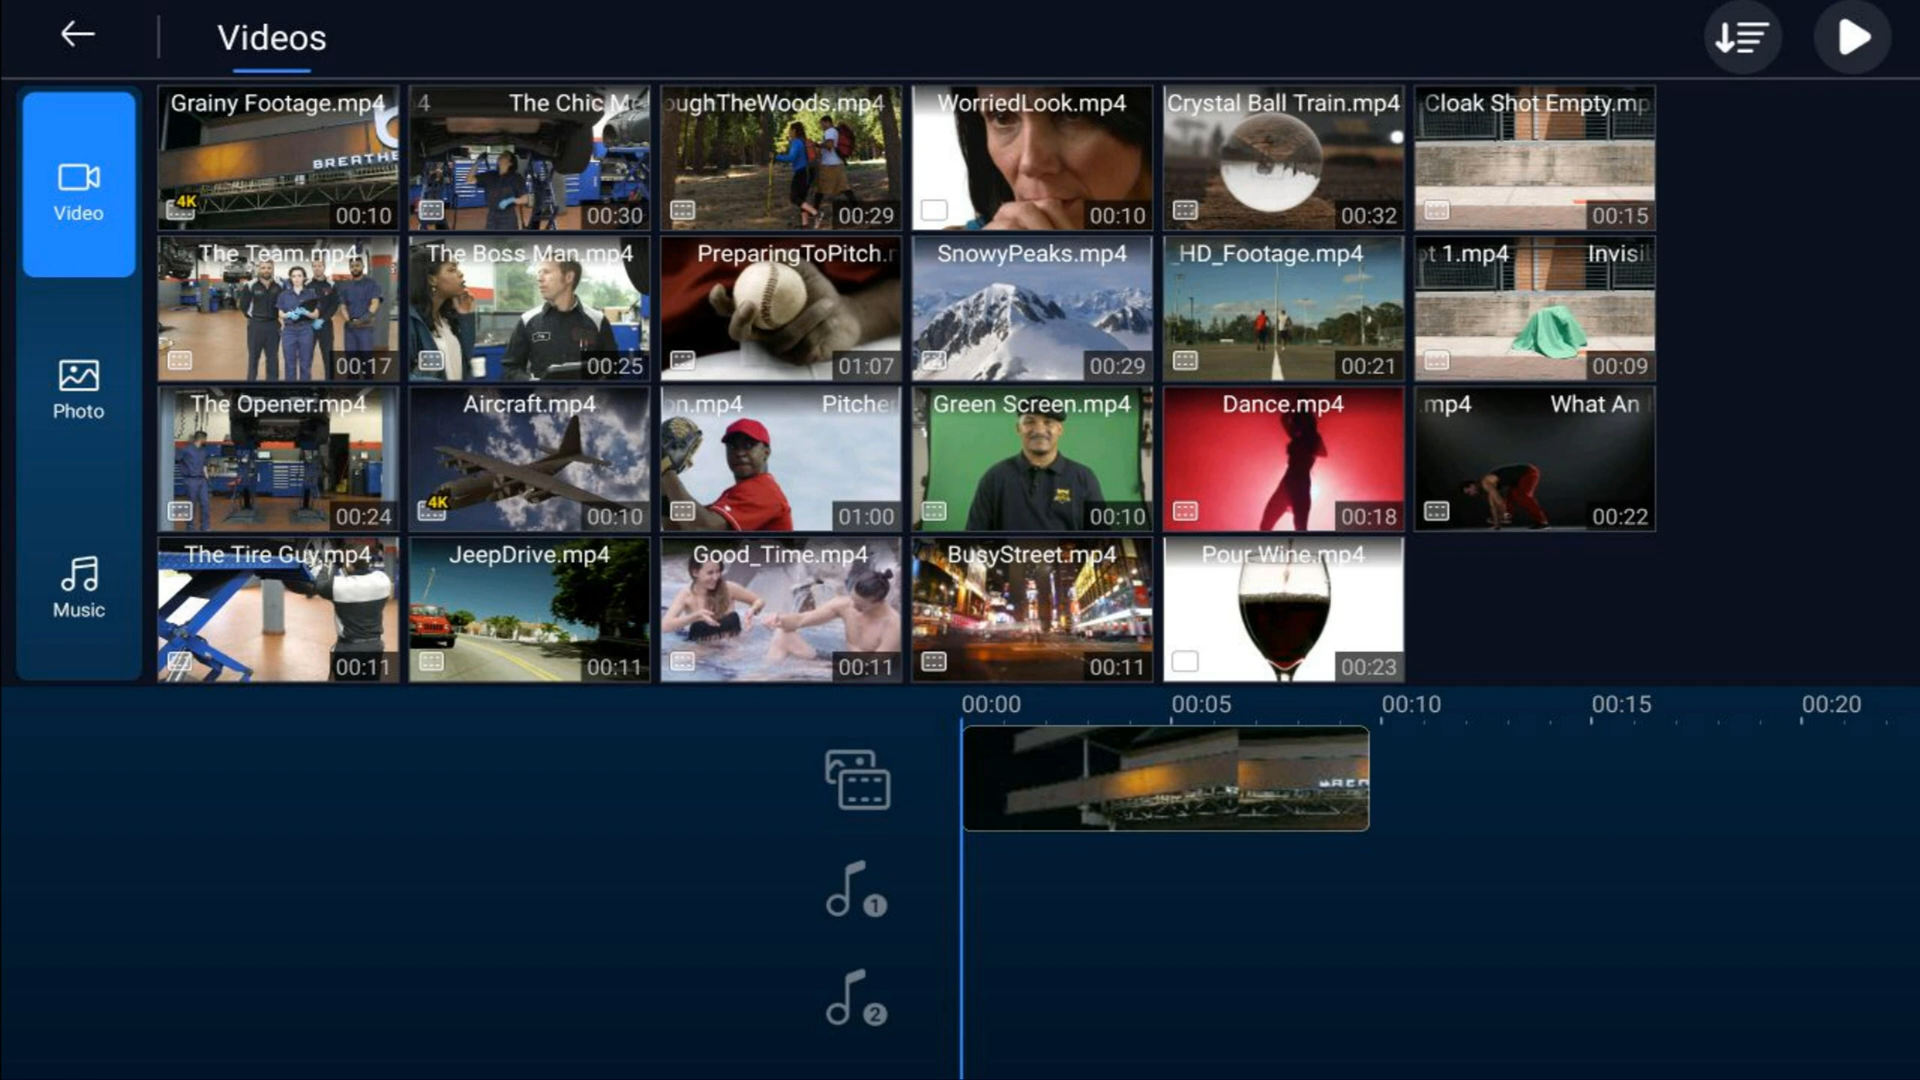 Videos
Video
Photo
Music
Grainy Footage.mp4
BREATHE
4K
00:10
4 The Chic M
00:30
oughTheWoods.mp4
00:29
WorriedLook.mp4
00:10
Crystal Ball Train.mp4
00:32
Cloak Shot Empty.mp
00:15
The Team.mp4
00:17
The Boss Man.mp4
00:25
PreparingToPitch.r
01:07
SnowyPeaks.mp4
00:29
HD_Footage.mp4
00:21
ot 1.mp4 Invisil
00:09
The Opener.mp4
00:24
Aircraft.mp4
4K
00:10
on.mp4 Pitcher
01:00
Green Screen.mp4
00:10
Dance.mp4
00:18
.mp4 What An
00:22
The Tire Guy.mp4
00:11
JeepDrive.mp4
00:11
Good_Time.mp4
00:11
BusyStreet.mp4
00:11
Pour Wine.mp4
00:23
00:00 00:05 00:10 00:15 00:20
1
2